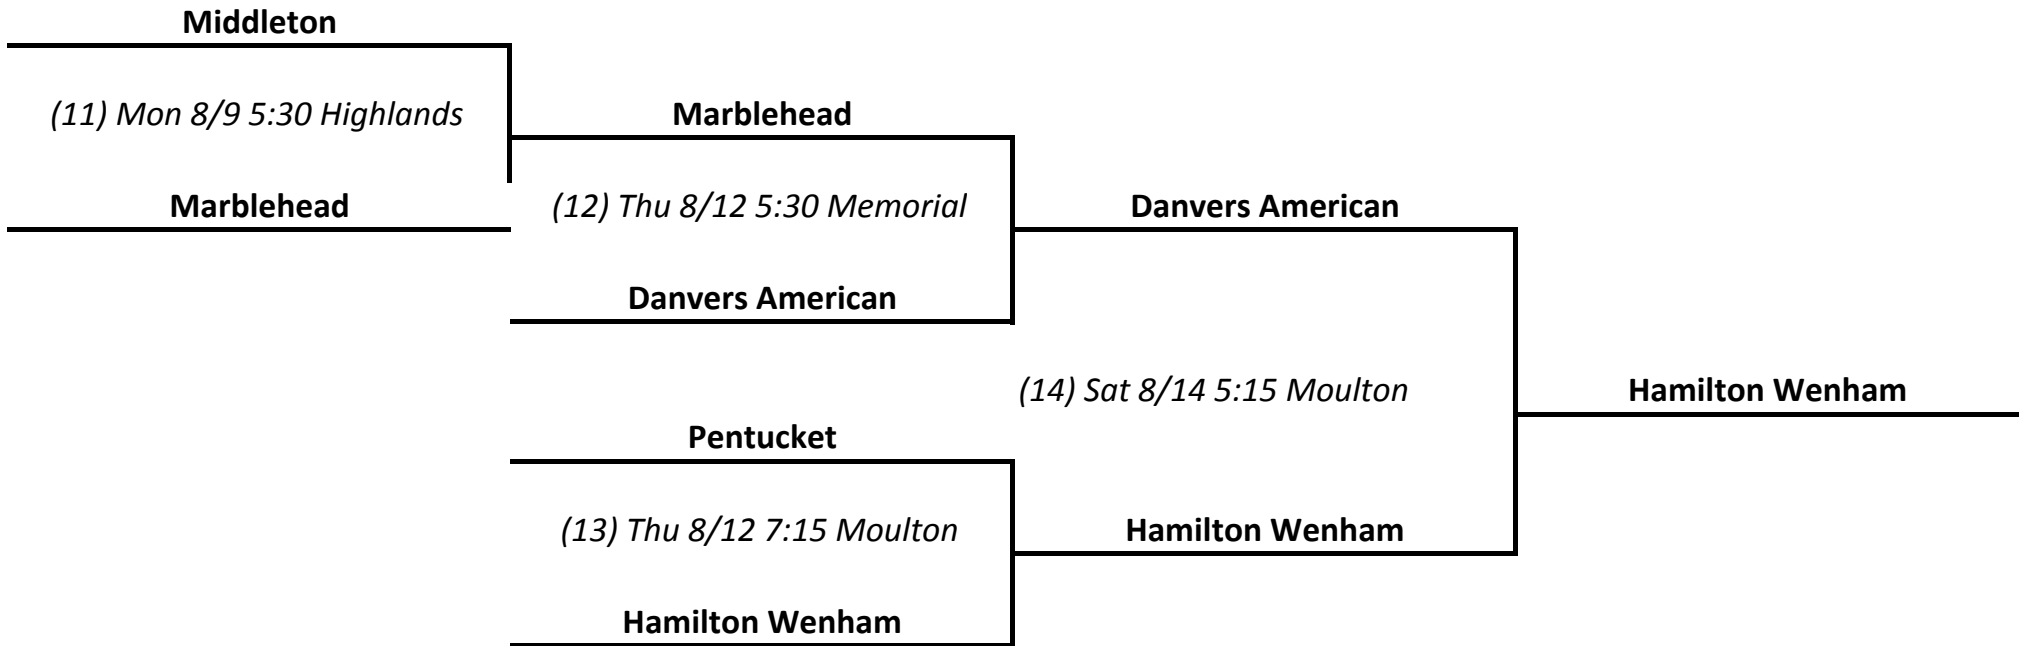 Middleton
(11) Mon 8/9 5:30 Highlands
Marblehead
Marblehead
(12) Thu 8/12 5:30 Memorial
Danvers American
Danvers American
(14) Sat 8/14 5:15 Moulton
Hamilton Wenham
Pentucket
(13) Thu 8/12 7:15 Moulton
Hamilton Wenham
Hamilton Wenham